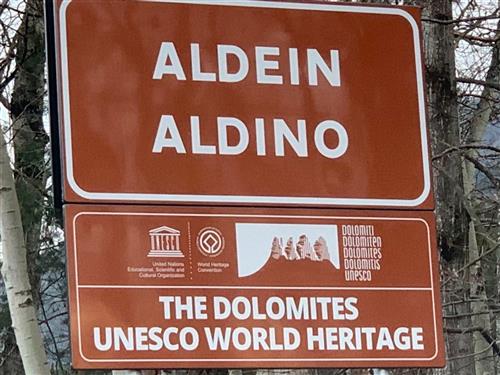 ALDEIN
ALDINO
United Nations
Educational, Scientific and
Cultural Organization
World Heritage
Convention
DOLOMITI
DOLOMITEN
DOLOMITES
DOLOMITIS
UNESCO
THE DOLOMITES
UNESCO WORLD HERITAGE